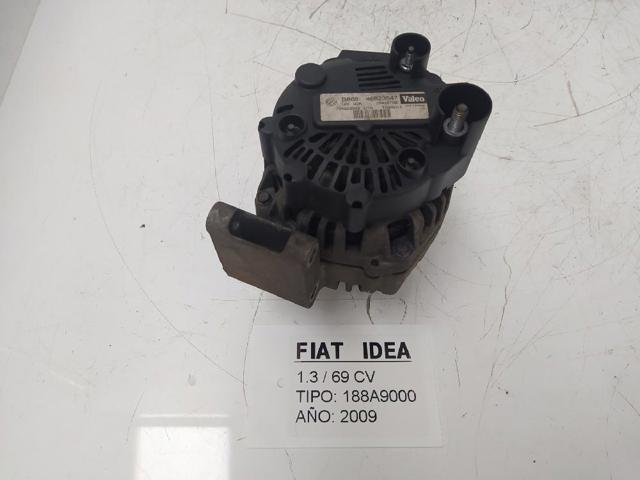 Valeo
FIAT IDEA
1.3 / 69 CV
TIPO: 188A9000
AÑO: 2009